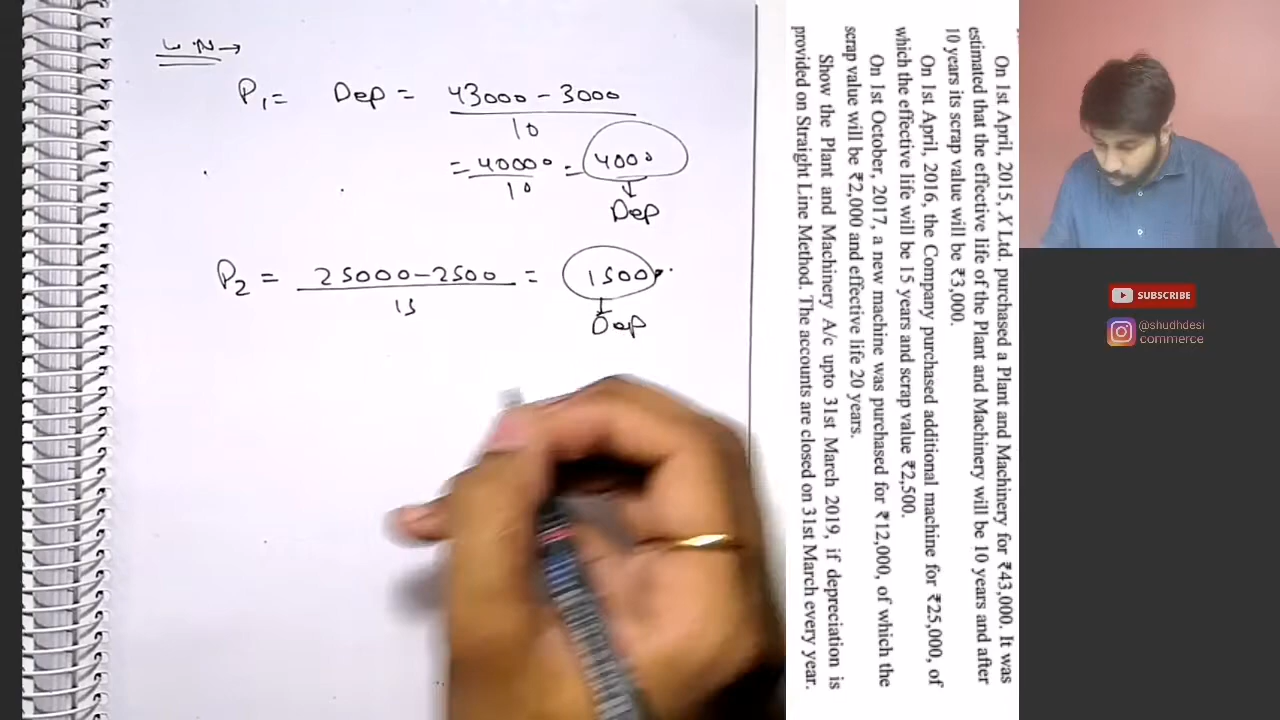 W N →
P₁ = Dep = 43000 - 3000
10
= 40000 = 4000
10
Dep
P₂ = 25000 - 2500 = 1500
15
Dep
On 1st April, 2015, X Ltd. purchased a Plant and Machinery for ₹43,000. It was
estimated that the effective life of the Plant and Machinery will be 10 years and after
10 years its scrap value will be ₹3,000.
On 1st April, 2016, the Company purchased additional machine for ₹25,000, of
which the effective life will be 15 years and scrap value ₹2,500.
On 1st October, 2017, a new machine was purchased for ₹12,000, of which the
scrap value will be ₹2,000 and effective life 20 years.
Show the Plant and Machinery A/c upto 31st March 2019, if depreciation is
provided on Straight Line Method. The accounts are closed on 31st March every year.
SUBSCRIBE
@shudhdesi
commerce